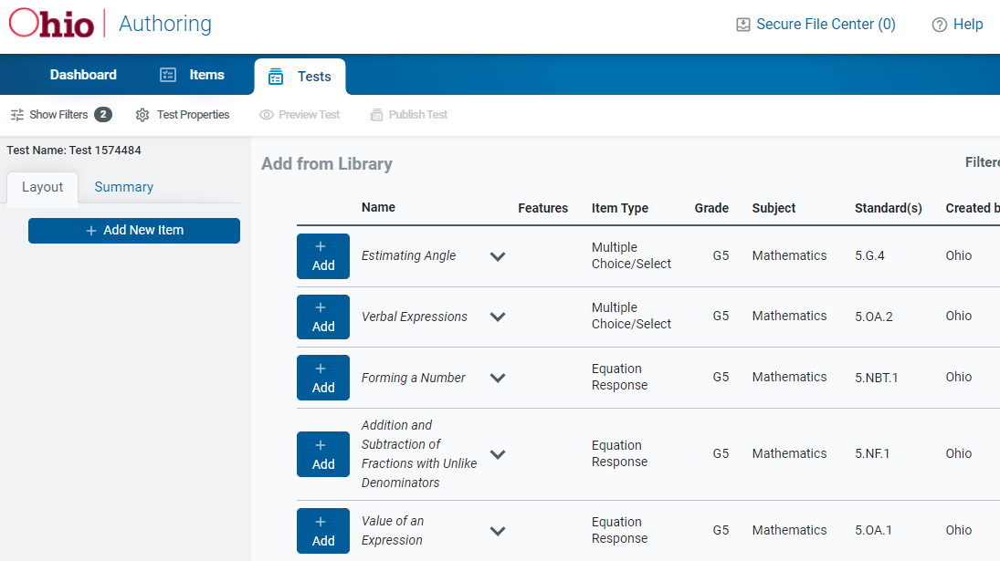 Ohio Authoring Secure File Center (0) Help
Dashboard Items Tests
Show Filters 2 Test Properties Preview Test Publish Test
Test Name: Test 1574484
Layout Summary
+ Add New Item
Add from Library Filtere
Name Features Item Type Grade Subject Standard(s) Created b
+ Add Estimating Angle Multiple Choice/Select G5 Mathematics 5.G.4 Ohio
+ Add Verbal Expressions Multiple Choice/Select G5 Mathematics 5.OA.2 Ohio
+ Add Forming a Number Equation Response G5 Mathematics 5.NBT.1 Ohio
+ Add Addition and Subtraction of Fractions with Unlike Denominators Equation Response G5 Mathematics 5.NF.1 Ohio
+ Add Value of an Expression Equation Response G5 Mathematics 5.OA.1 Ohio